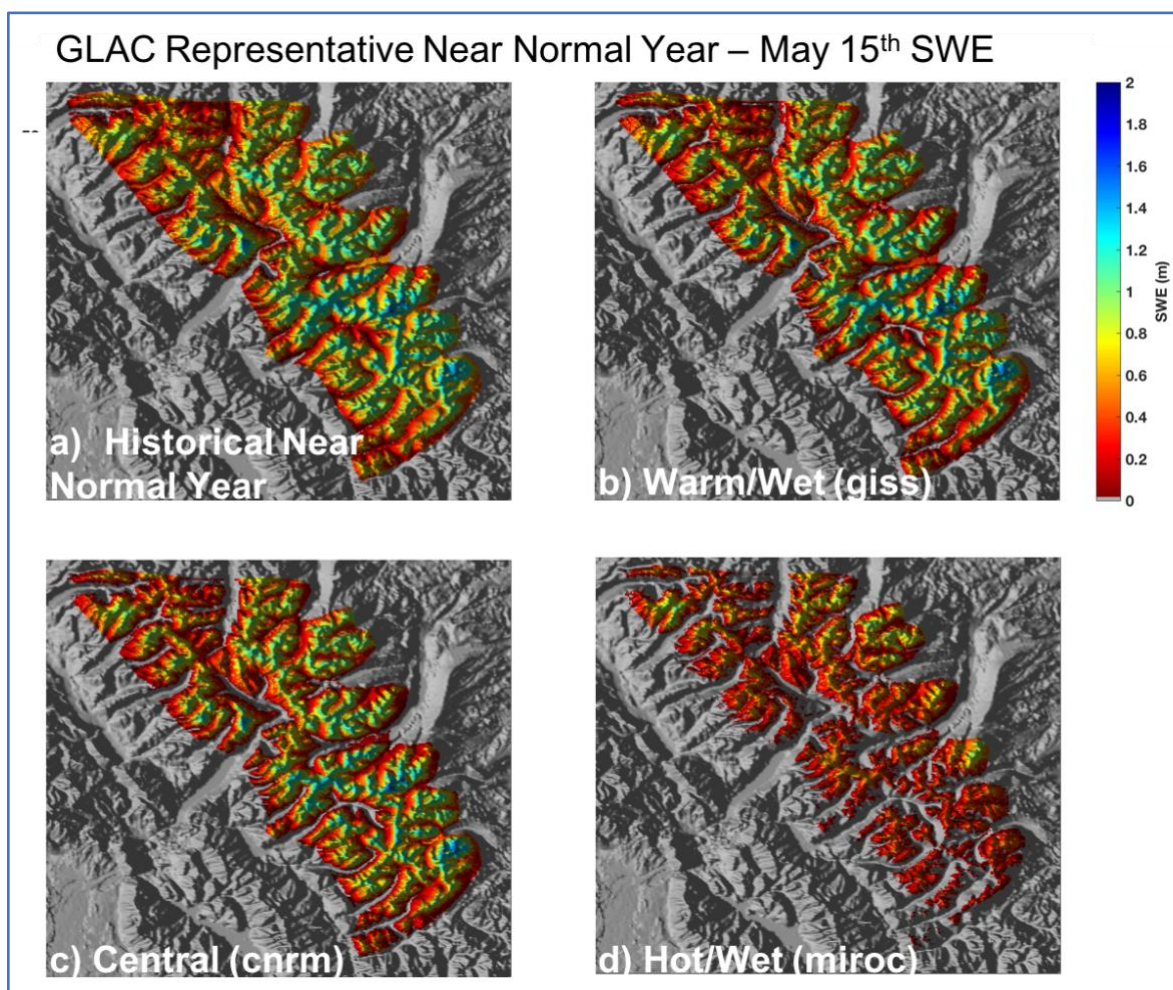 GLAC Representative Near Normal Year – May 15th SWE
--
2
1.8
1.6
1.4
1.2
1
0.8
0.6
0.4
0.2
0
SWE (m)
a) Historical Near
Normal Year
b) Warm/Wet (giss)
c) Central (cnrm)
d) Hot/Wet (miroc)